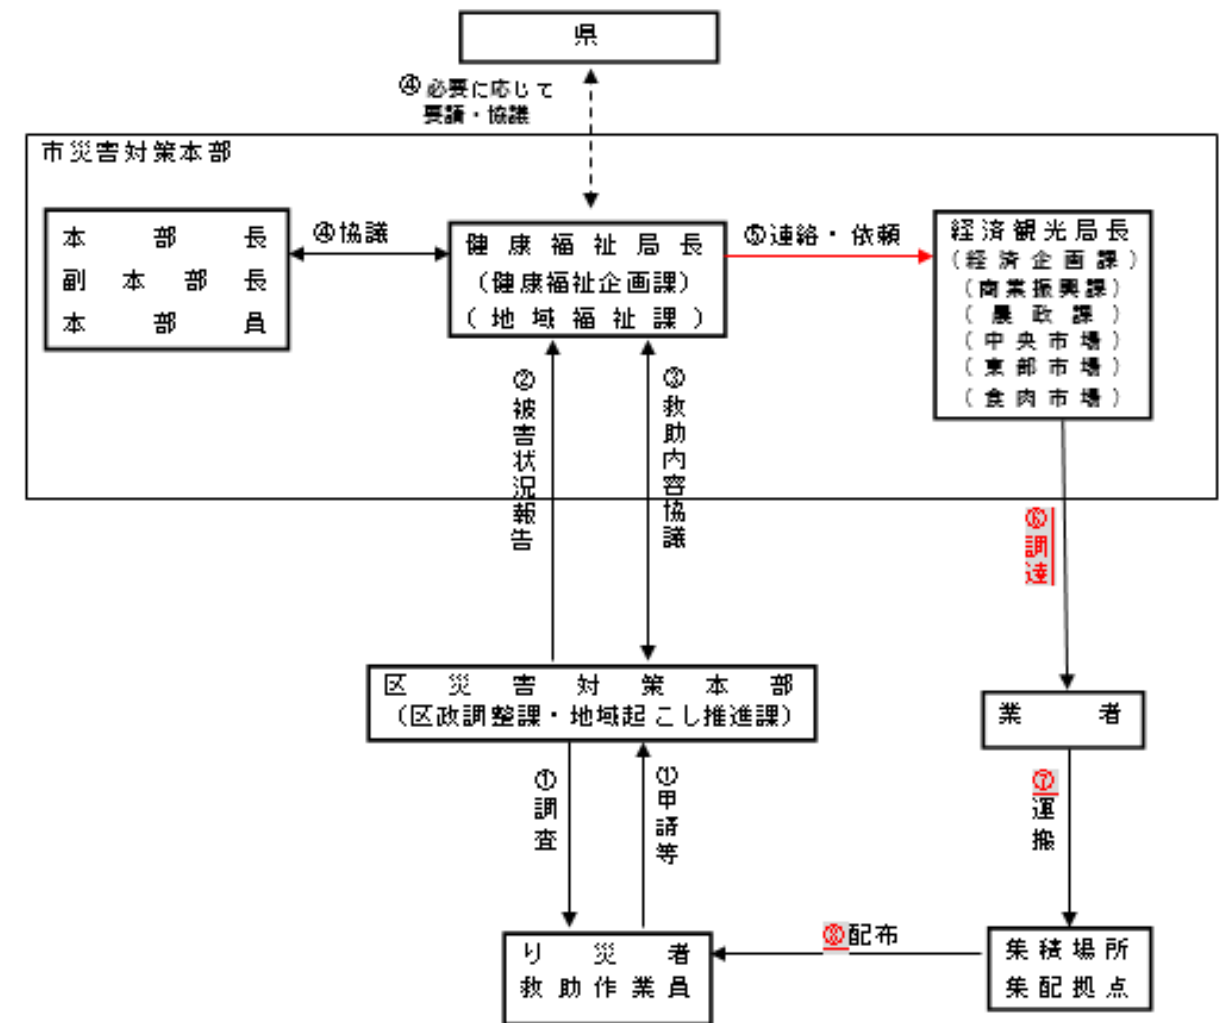 県
④必要に応じて
要請・協議
市災害対策本部
本部長
副本部長
本部員
④協議
健康福祉局長
(健康福祉企画課)
(地域福祉課)
⑤連絡・依頼
経済観光局長
(経済企画課)
(商業振興課)
(農政課)
(中央市場)
(東部市場)
(食肉市場)
②被害状況報告
③救助内容協議
⑥調達
区災害対策本部
(区政調整課・地域起こし推進課)
業者
①調査
①申請等
⑦運搬
り災者
救助作業員
⑧配布
集積場所
集配拠点